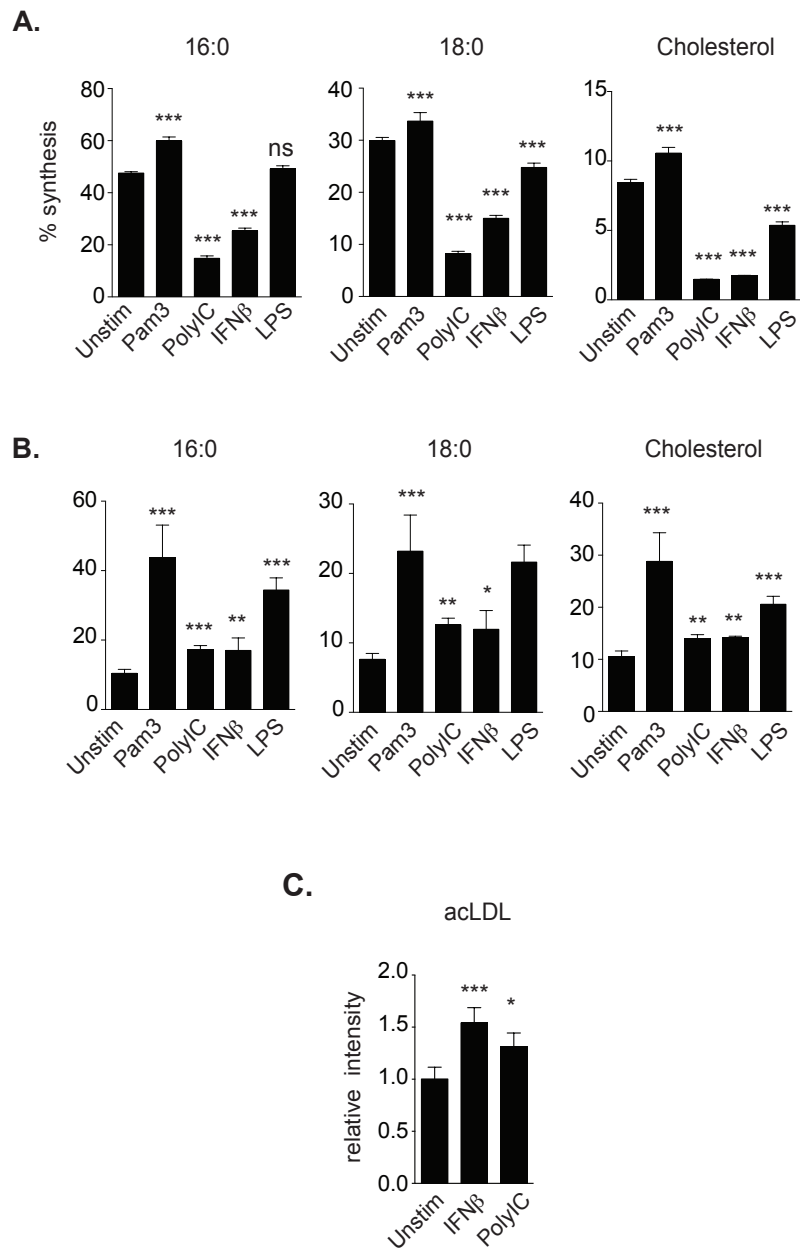 A.
16:0
18:0
Cholesterol
% synthesis
80
60
40
20
0
***
***
***
ns
Unstim
Pam3
PolyIC
IFNβ
LPS
40
30
20
10
0
***
***
***
***
Unstim
Pam3
PolyIC
IFNβ
LPS
15
10
5
0
***
***
***
***
Unstim
Pam3
PolyIC
IFNβ
LPS
B.
16:0
18:0
Cholesterol
60
40
20
0
***
***
**
***
Unstim
Pam3
PolyIC
IFNβ
LPS
30
20
10
0
***
**
*
Unstim
Pam3
PolyIC
IFNβ
LPS
40
30
20
10
0
***
**
**
***
Unstim
Pam3
PolyIC
IFNβ
LPS
C.
acLDL
relative intensity
2.0
1.5
1.0
0.5
0.0
***
*
Unstim
IFNβ
PolyIC